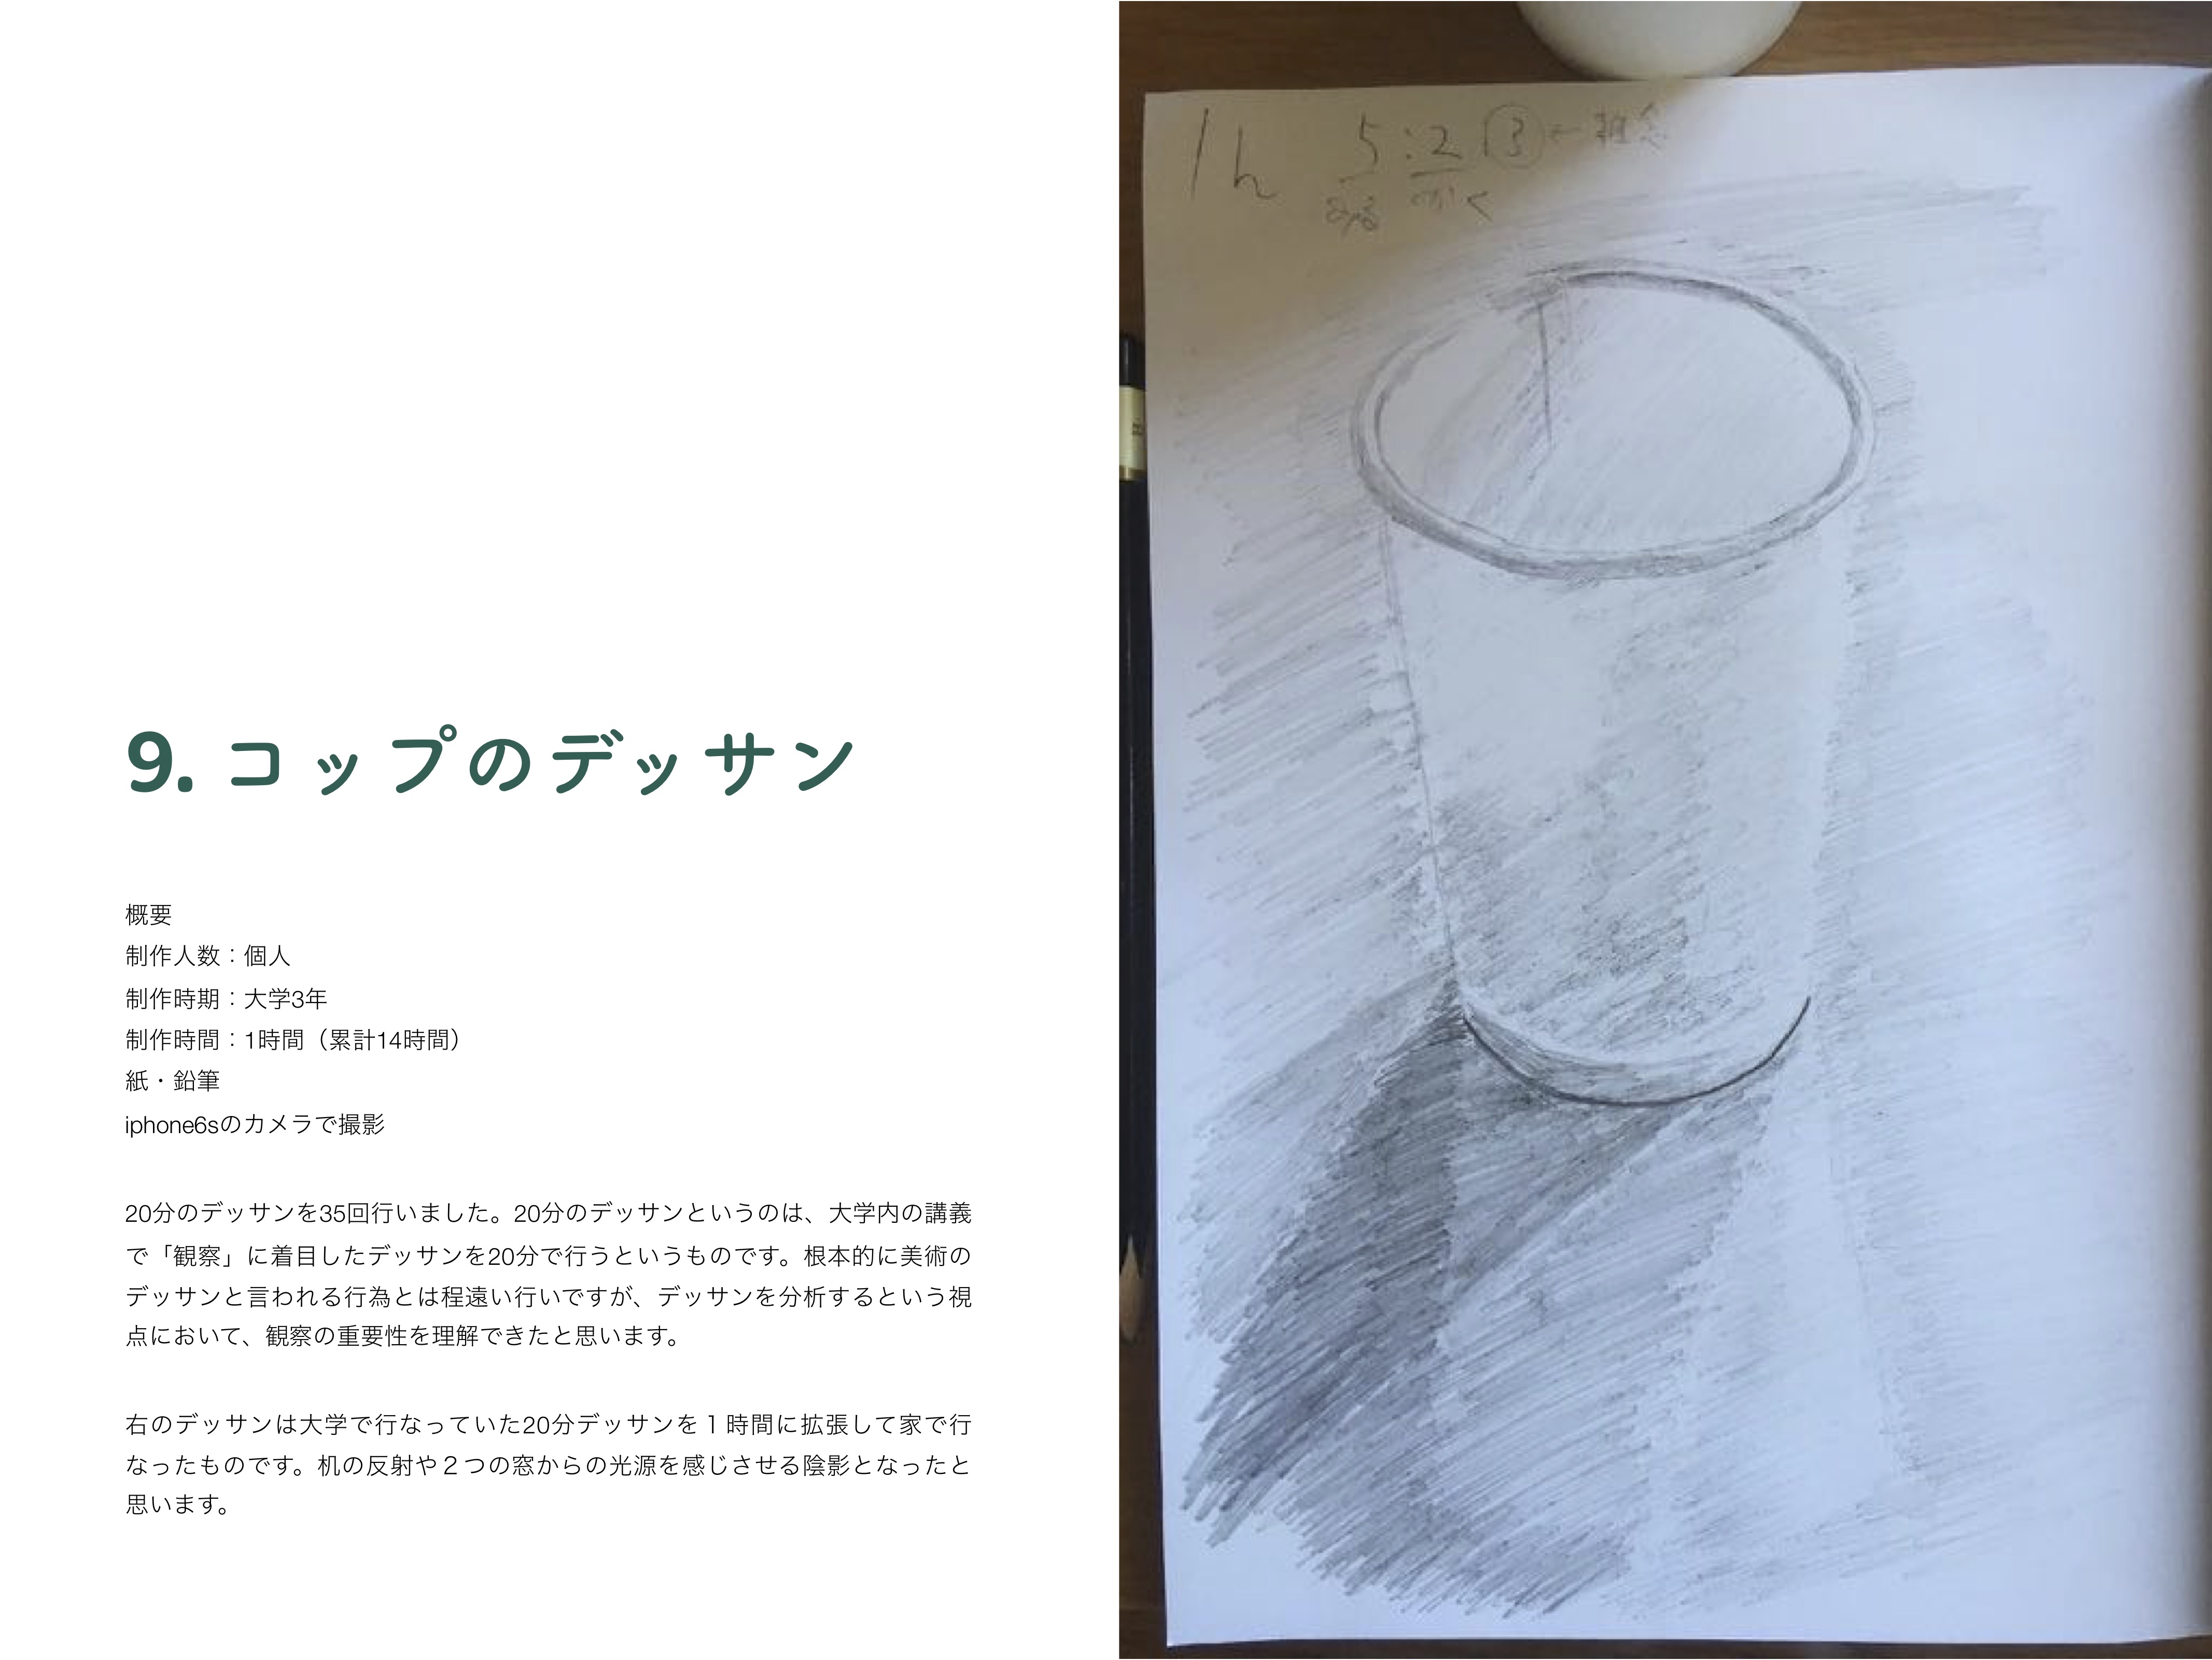 9. コップのデッサン
概要
制作人数：個人
制作時期：大学3年
制作時間：1時間（累計14時間）
紙・鉛筆
iphone6sのカメラで撮影
20分のデッサンを35回行いました。20分のデッサンというのは、大学内の講義
で「観察」に着目したデッサンを20分で行うというものです。根本的に美術の
デッサンと言われる行為とは程遠い行いですが、デッサンを分析するという視
点において、観察の重要性を理解できたと思います。
右のデッサンは大学で行なっていた20分デッサンを１時間に拡張して家で行
なったものです。机の反射や２つの窓からの光源を感じさせる陰影となったと
思います。
1h 5:2
みる かく